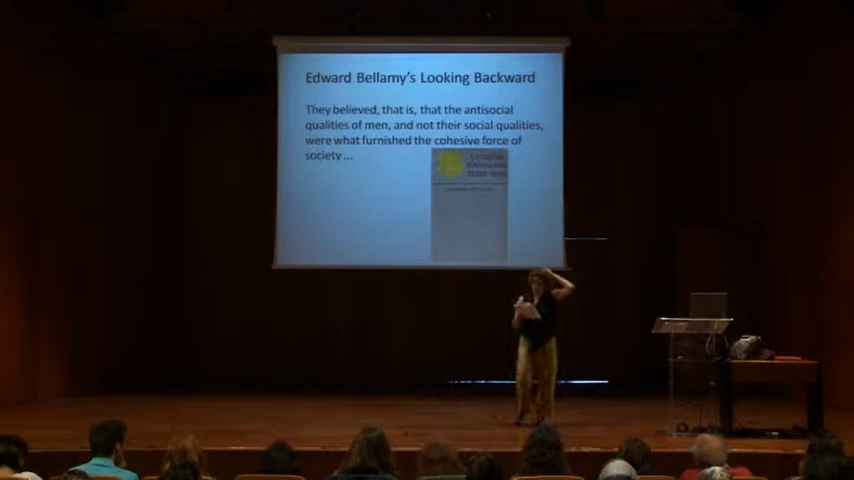 Edward Bellamy's Looking Backward
They believed, that is, that the antisocial
qualities of men, and not their social qualities,
were what furnished the cohesive force of
society ...